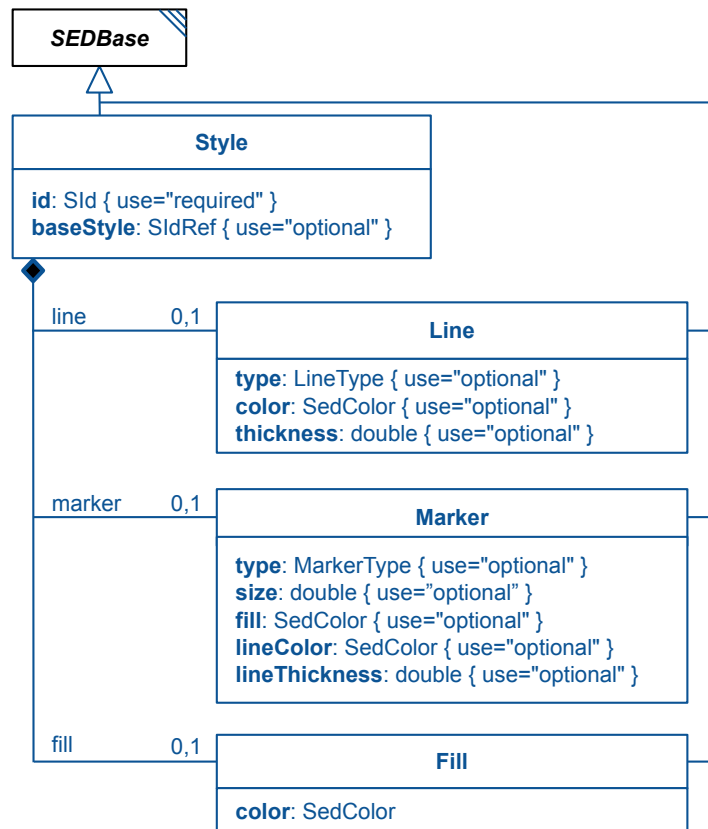 SEDBase
Style
id: SId { use="required" }
baseStyle: SIdRef { use="optional" }
line 0,1
Line
type: LineType { use="optional" }
color: SedColor { use="optional" }
thickness: double { use="optional" }
marker 0,1
Marker
type: MarkerType { use="optional" }
size: double { use=”optional” }
fill: SedColor { use="optional" }
lineColor: SedColor { use="optional" }
lineThickness: double { use="optional" }
fill 0,1
Fill
color: SedColor